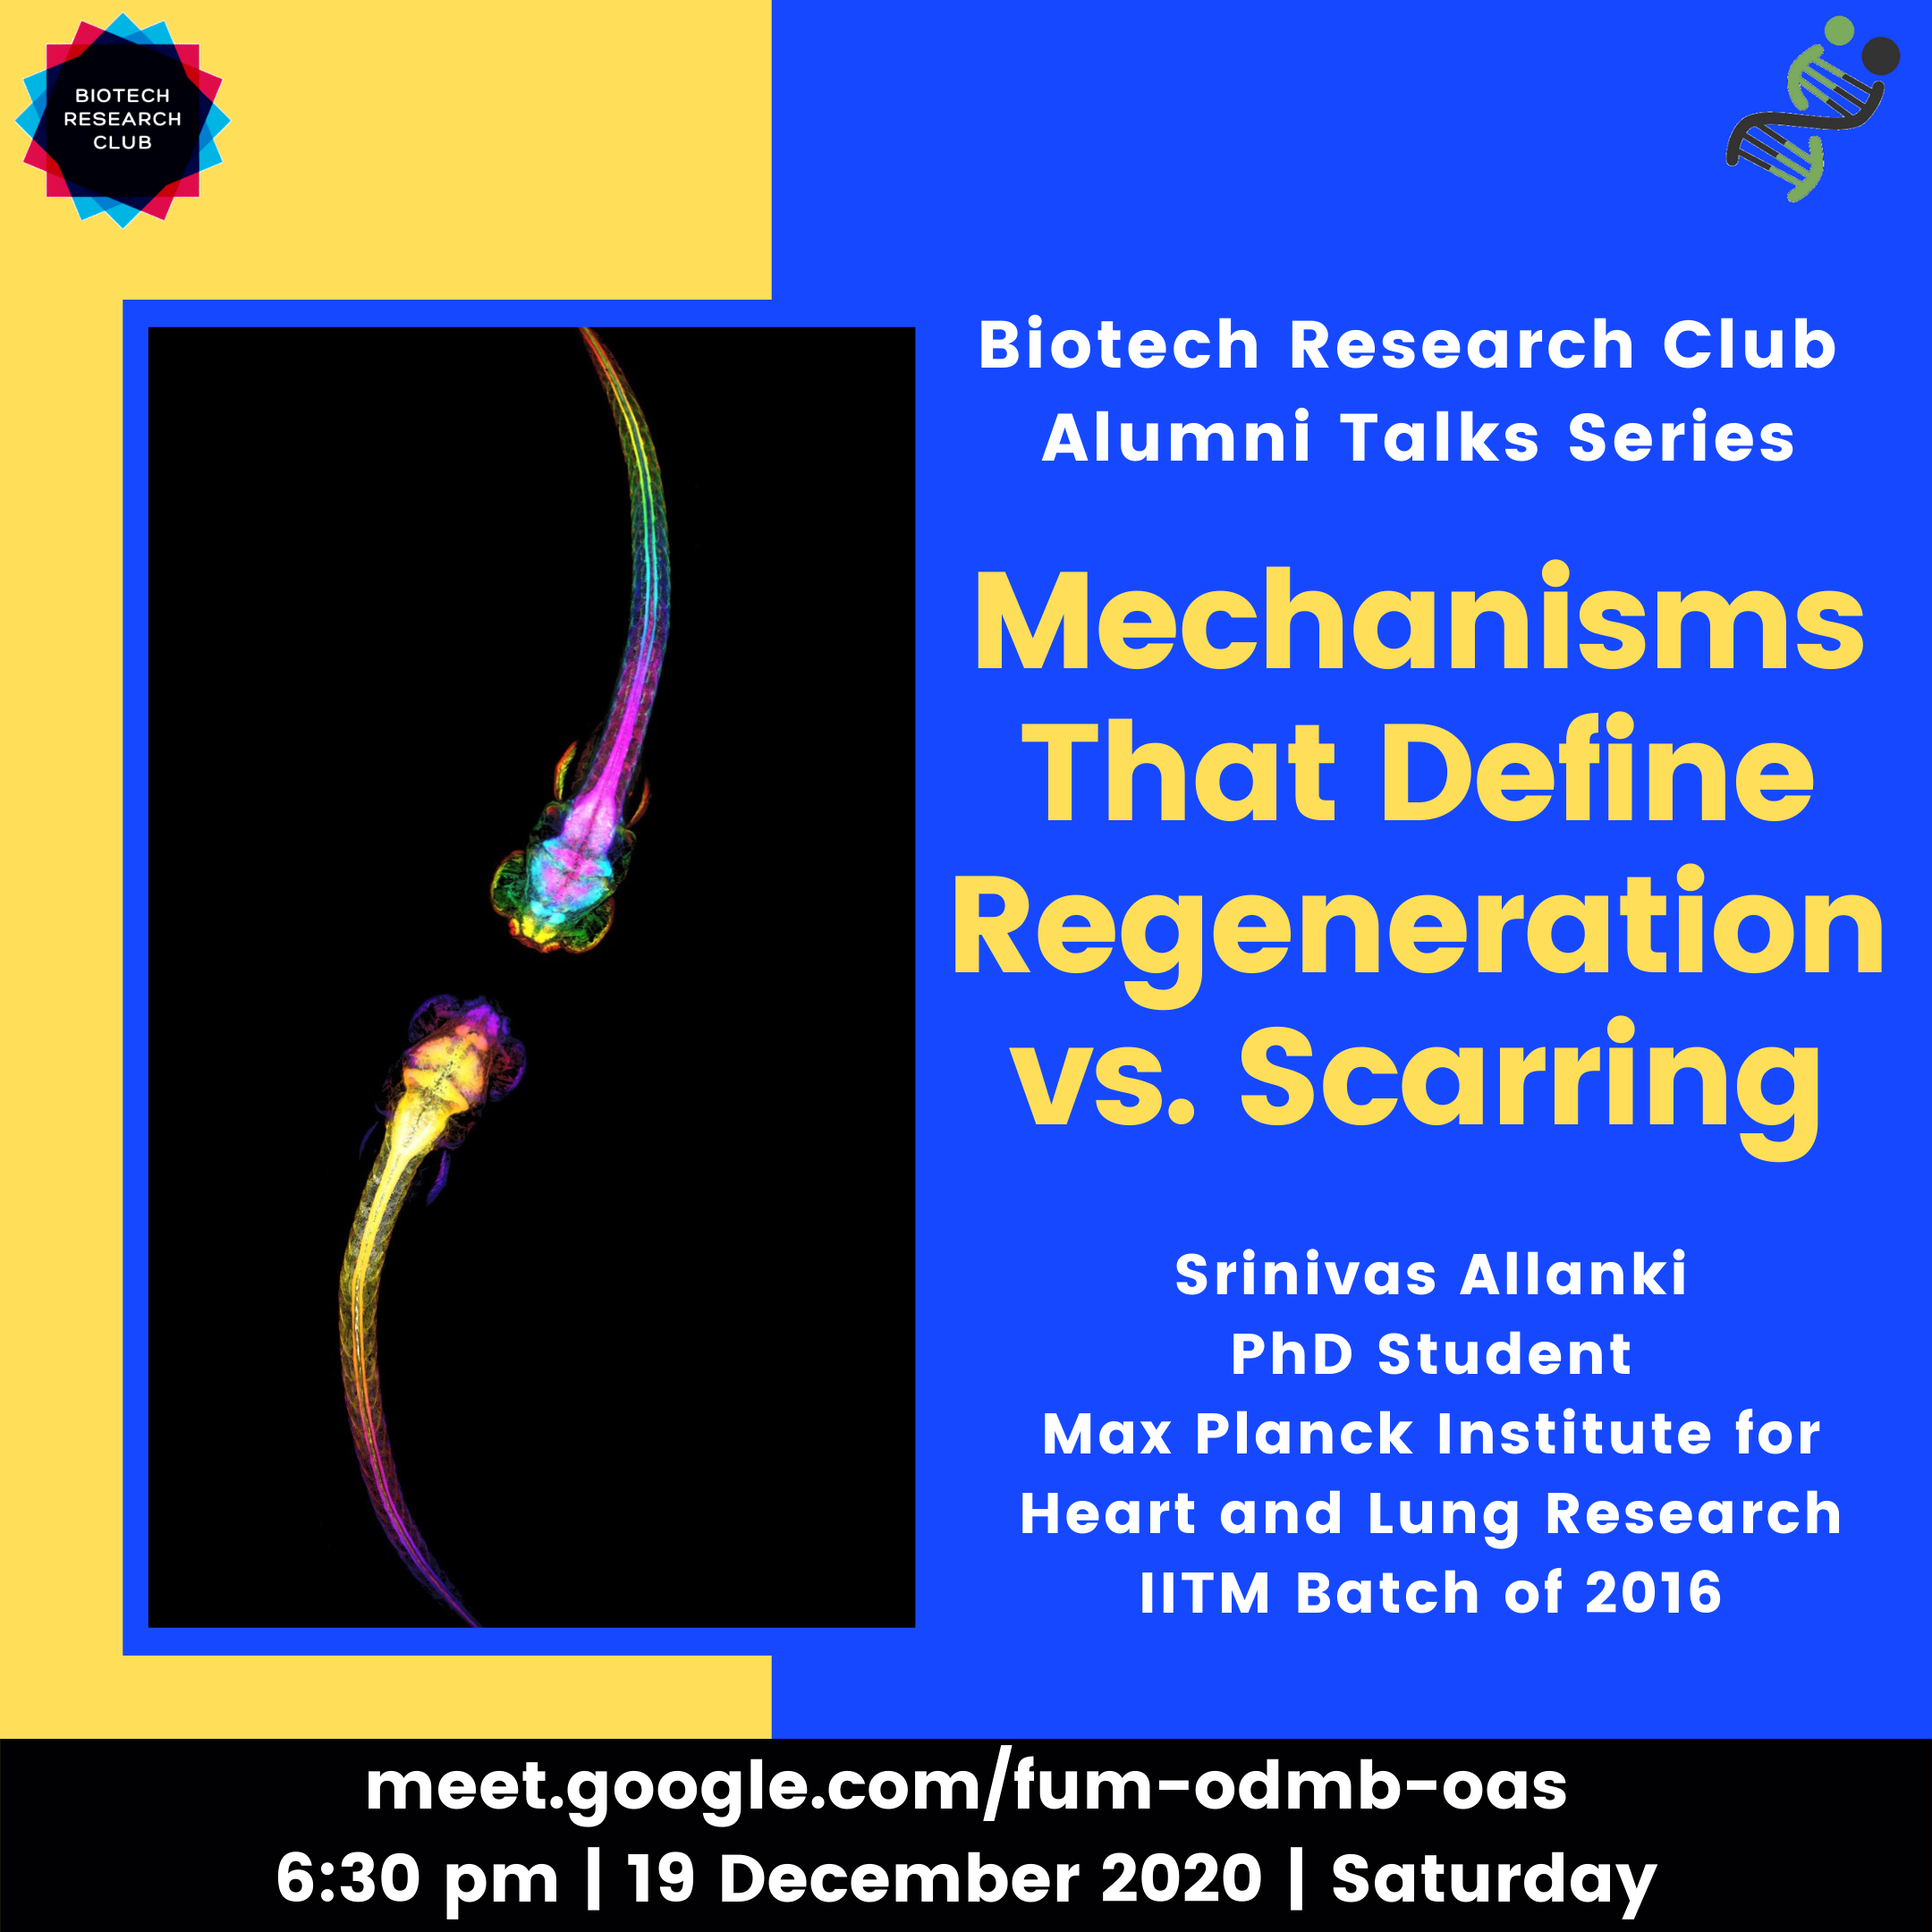 BIOTECH
RESEARCH
CLUB
Biotech Research Club
Alumni Talks Series
Mechanisms
That Define
Regeneration
vs. Scarring
Srinivas Allanki
PhD Student
Max Planck Institute for
Heart and Lung Research
IITM Batch of 2016
meet.google.com/fum-odmb-oas
6:30 pm | 19 December 2020 | Saturday